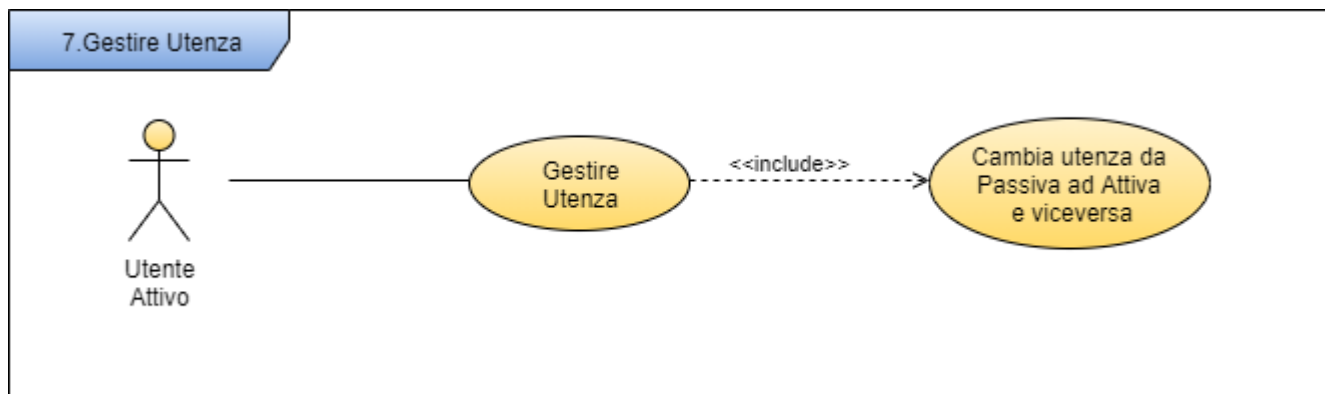 7.Gestire Utenza
Utente
Attivo
Gestire
Utenza
<<include>>
Cambia utenza da
Passiva ad Attiva
e viceversa